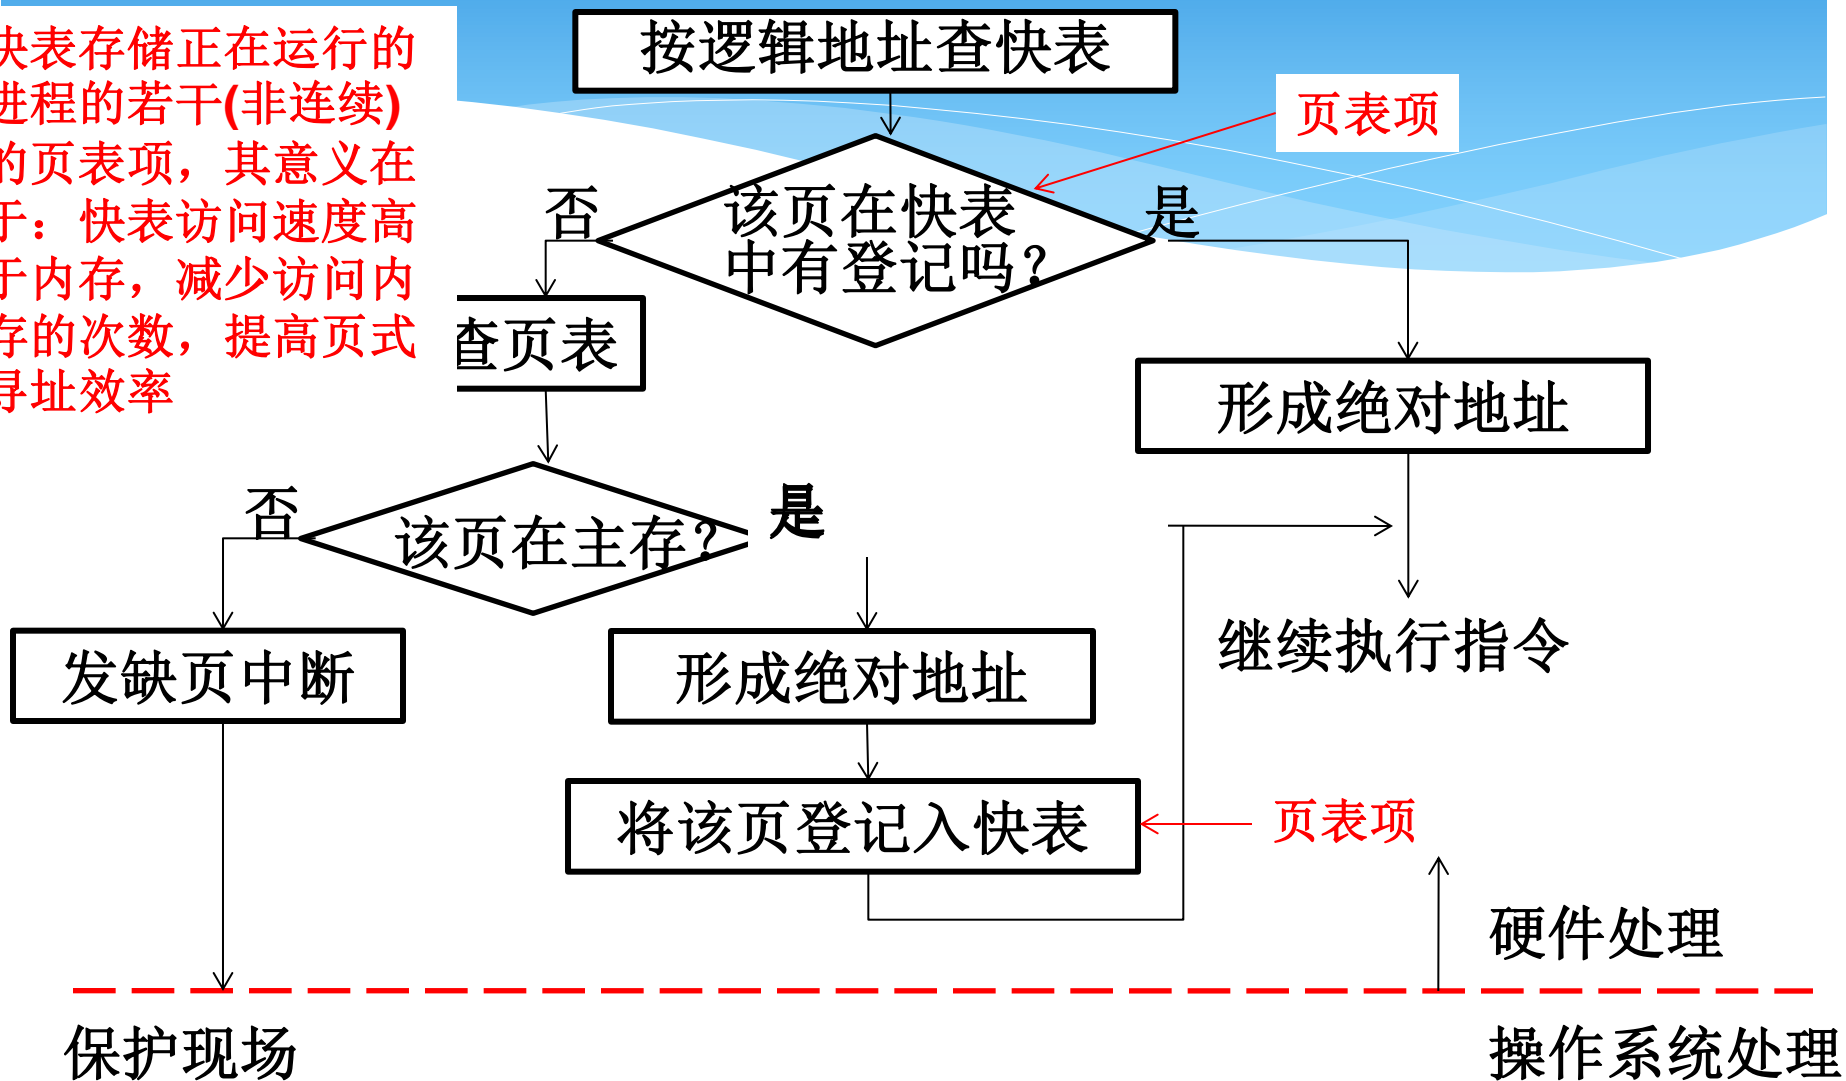 按逻辑地址查快表
快表存储正在运行的
进程的若干(非连续)
的页表项，其意义在
于：快表访问速度高
于内存，减少访问内
存的次数，提高页式
寻址效率
页表项
否
该页在快表
中有登记吗？
是
查页表
形成绝对地址
否
该页在主存？
是
发缺页中断
形成绝对地址
继续执行指令
将该页登记入快表
页表项
硬件处理
保护现场
操作系统处理